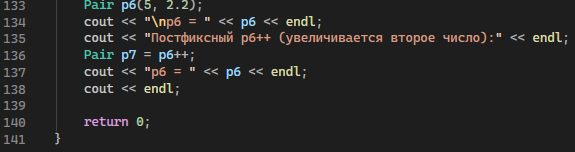 133 Pair p6(5, 2.2);
134 cout << "\np6 = " << p6 << endl;
135 cout << "Постфиксный p6++ (увеличивается второе число):" << endl;
136 Pair p7 = p6++;
137 cout << "p6 = " << p6 << endl;
138 cout << endl;
139
140 return 0;
141 }